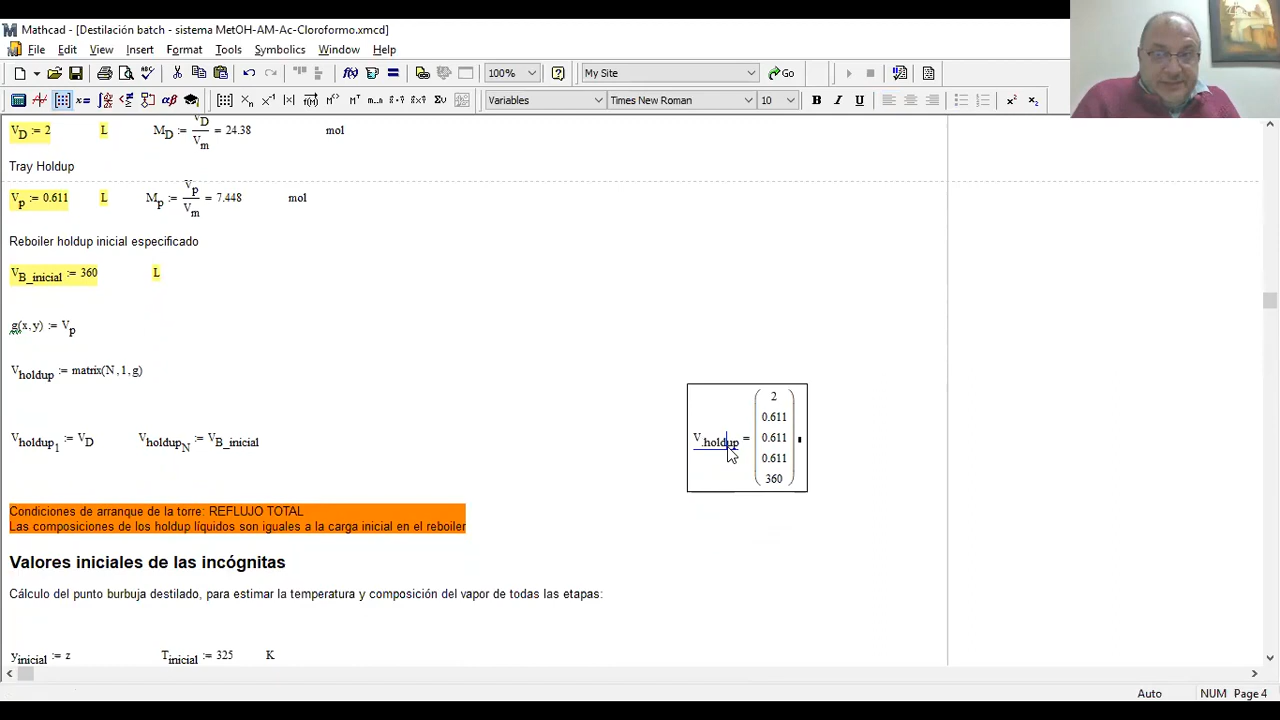 Mathcad - [Destilación batch - sistema MetOH-AM-Ac-Cloroformo.xmcd]
File Edit View Insert Format Tools Symbolics Window Help
100% My Site Go
Variables Times New Roman 10 B I U
V_D := 2 L M_D := V_D / V_m = 24.38 mol
Tray Holdup
V_p := 0.611 L M_p := V_p / V_m = 7.448 mol
Reboiler holdup inicial especificado
V_B_inicial := 360 L
g(x,y) := V_p
V_holdup := matrix(N,1,g)
V_holdup_1 := V_D V_holdup_N := V_B_inicial
V.holdup =
2
0.611
0.611
0.611
360
Condiciones de arranque de la torre: REFLUJO TOTAL
Las composiciones de los holdup líquidos son iguales a la carga inicial en el reboiler
Valores iniciales de las incógnitas
Cálculo del punto burbuja destilado, para estimar la temperatura y composición del vapor de todas las etapas:
y_inicial := z T_inicial := 325 K
Auto NUM Page 4